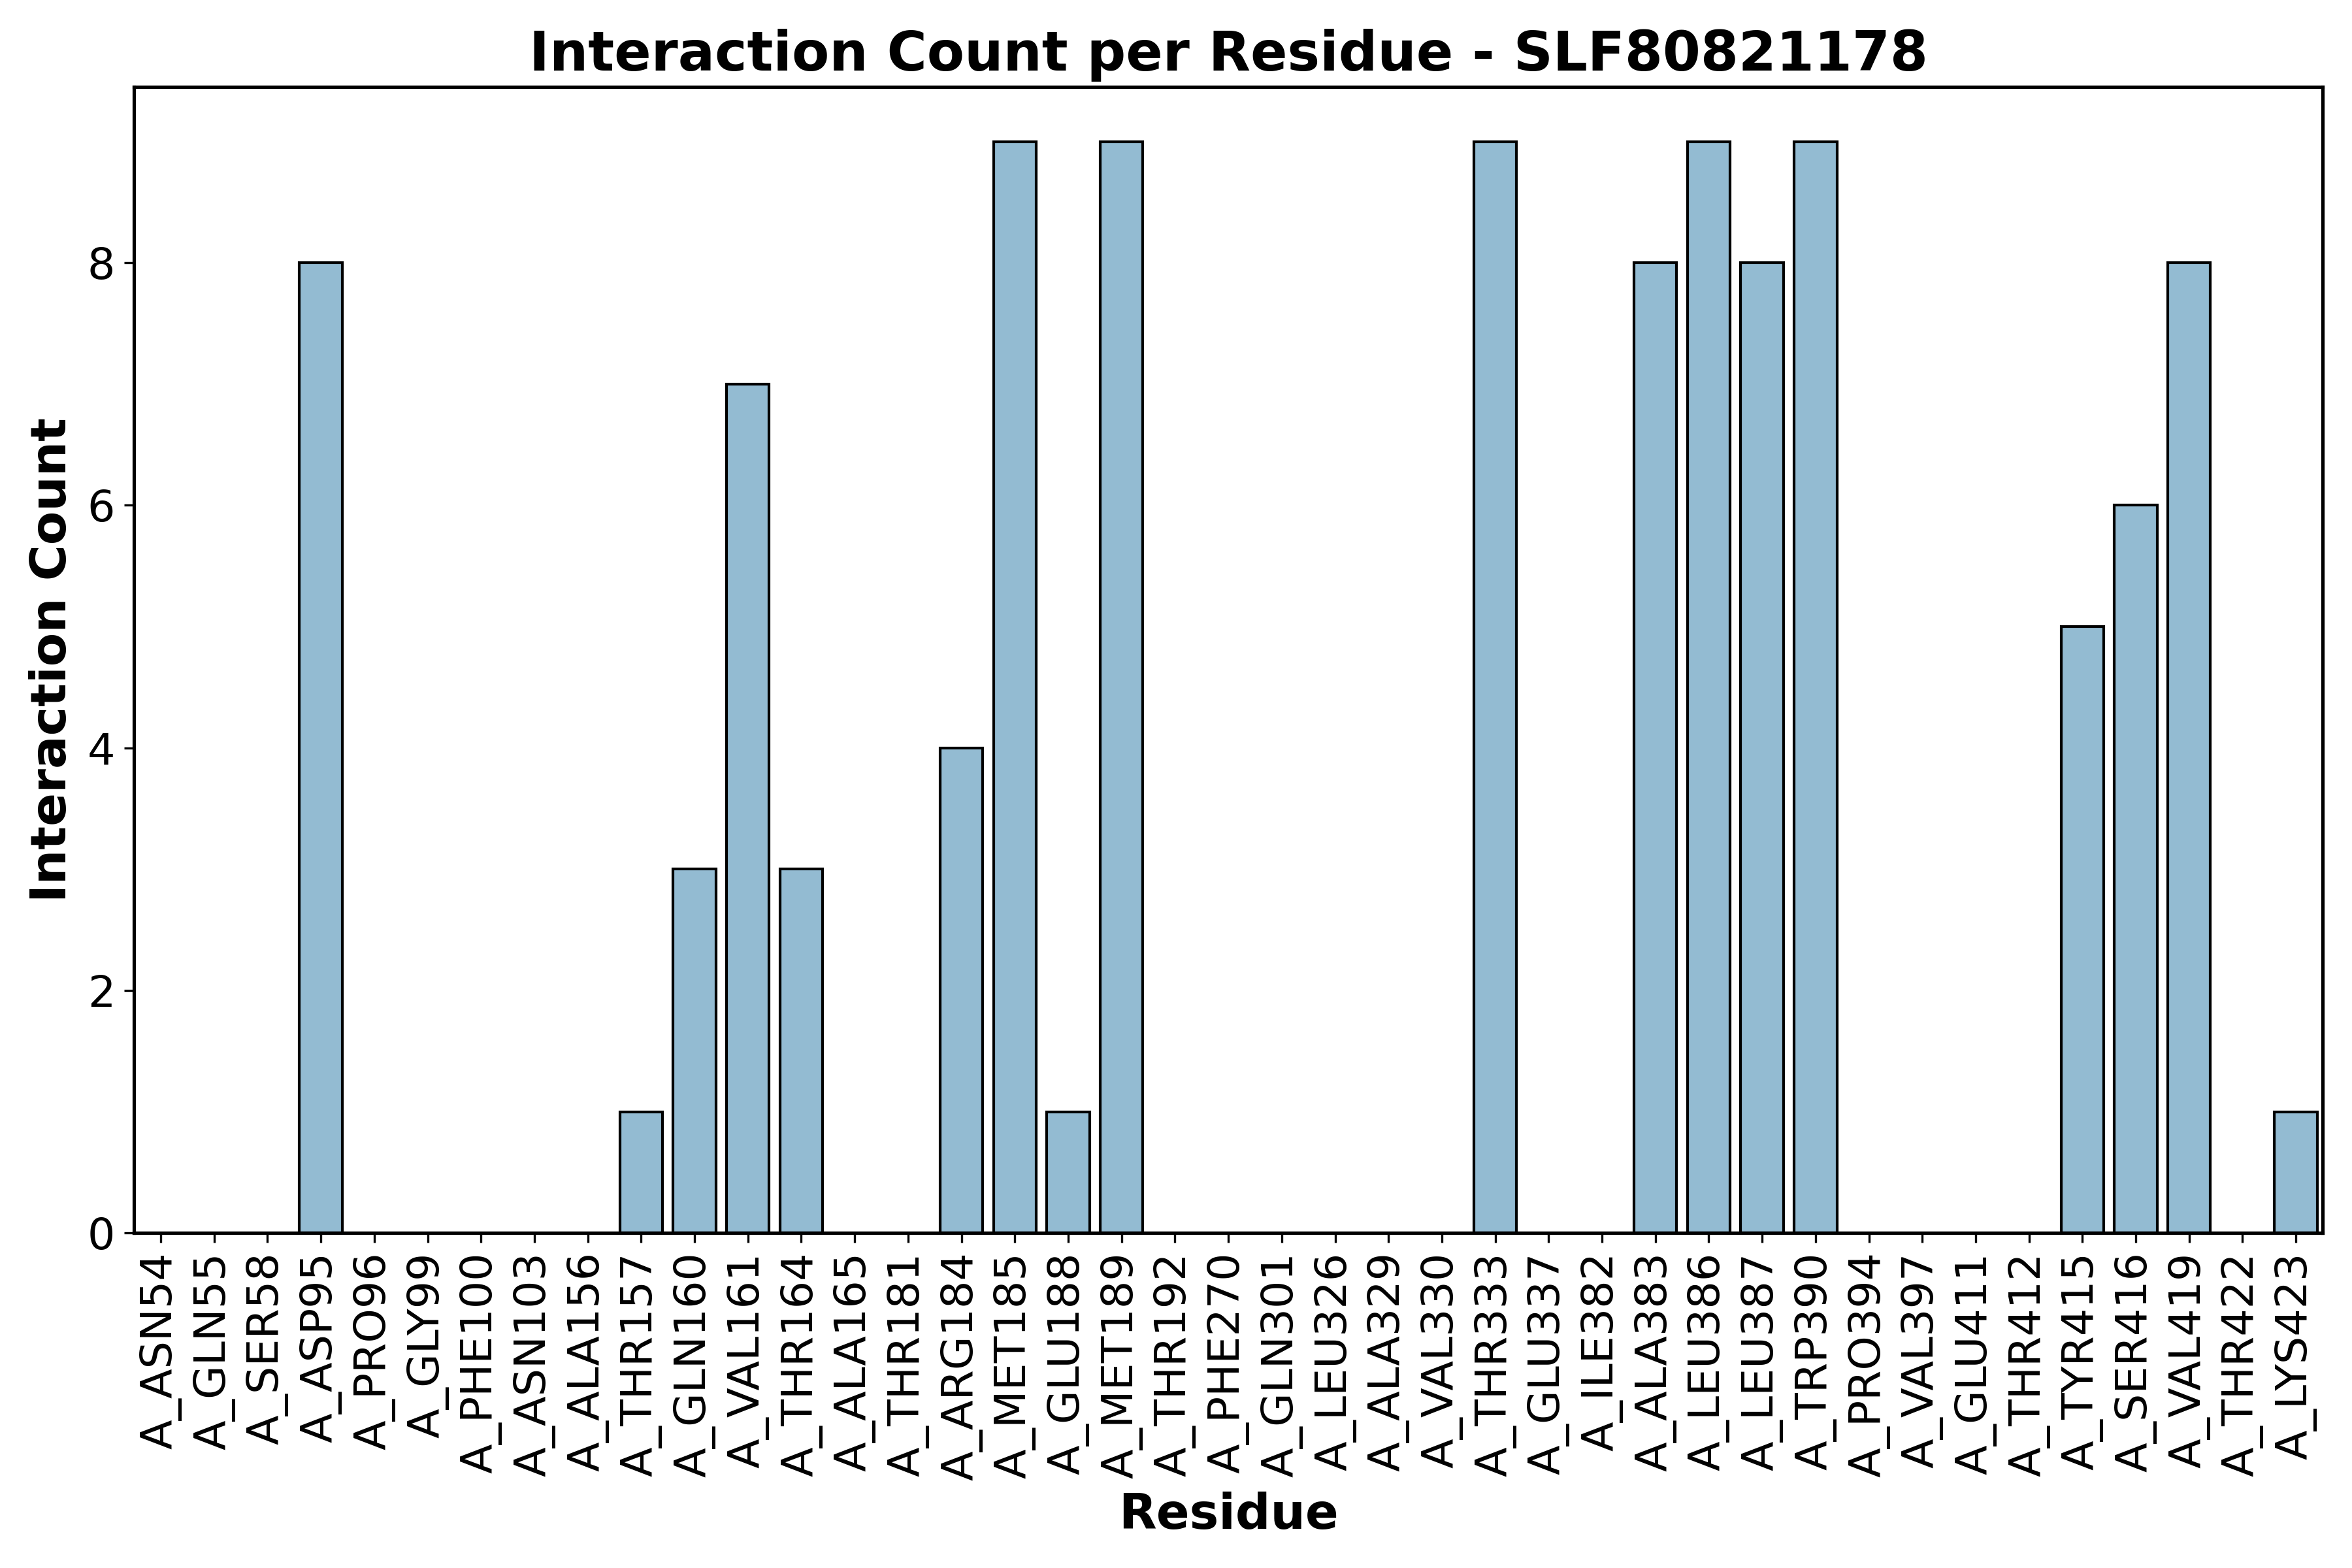 Interaction Count per Residue - SLF80821178
Interaction Count
8
6
4
2
0
A_ASN54
A_GLN55
A_SER58
A_ASP95
A_PRO96
A_GLY99
A_PHE100
A_ASN103
A_ALA156
A_THR157
A_GLN160
A_VAL161
A_THR164
A_ALA165
A_THR181
A_ARG184
A_MET185
A_GLU188
A_MET189
A_THR192
A_PHE270
A_GLN301
A_LEU326
A_ALA329
A_VAL330
A_THR333
A_GLU337
A_ILE382
A_ALA383
A_LEU386
A_LEU387
A_TRP390
A_PRO394
A_VAL397
A_GLU411
A_THR412
A_TYR415
A_SER416
A_VAL419
A_THR422
A_LYS423
Residue